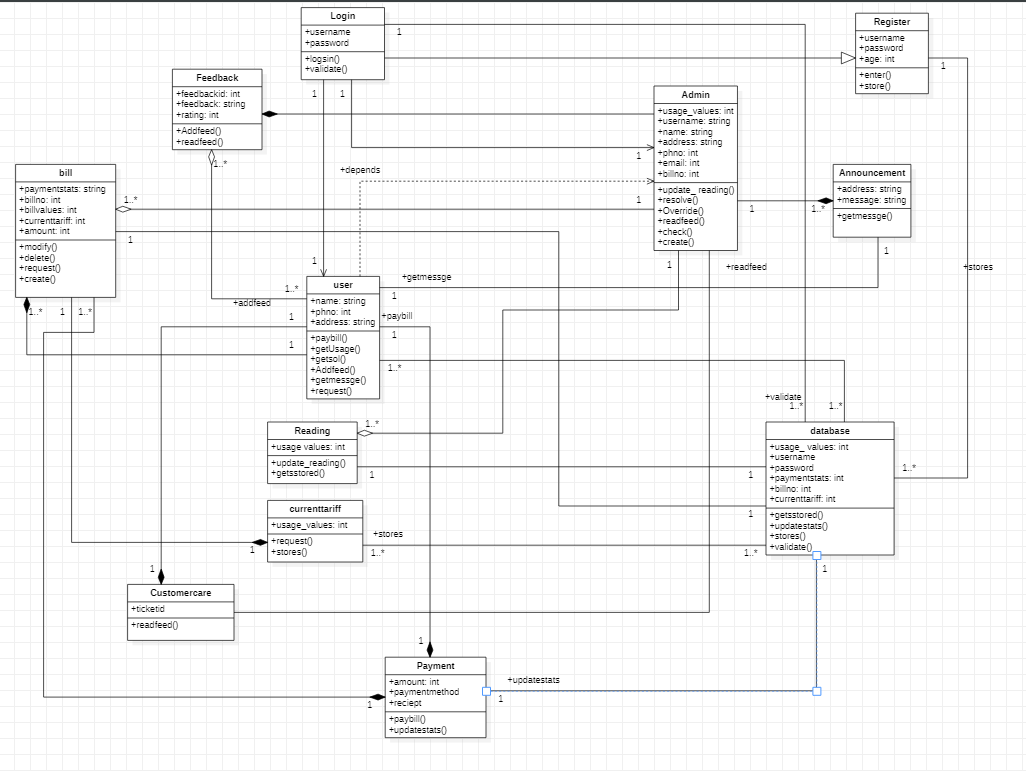 Login
+username
+password
+logsin()
+validate()
1
Register
+username
+password
+age: int
+enter()
+store()
1
Feedback
+feedbackid: int
+feedback: string
+rating: int
+Addfeed()
+readfeed()
1..*
1
1
Admin
+usage_values: int
+username: string
+name: string
+address: string
+phno: int
+email: int
+billno: int
+update_reading()
+resolve()
+Override()
+readfeed()
+check()
+create()
1
1
1
1
+readfeed
+depends
bill
+paymentstats: string
+billno: int
+billvalues: int
+currenttariff: int
+amount: int
+modify()
+delete()
+request()
+create()
1..*
1
1..*
1
1..*
Announcement
+address: string
+message: string
+getmessge()
1..*
1
+stores
user
+name: string
+phno: int
+address: string
+paybill()
+getUsage()
+getsol()
+Addfeed()
+getmessge()
+request()
1
1..*
+addfeed
1
1
+getmessge
1
+paybill
1
1..*
+validate
1..*
1..*
Reading
+usage values: int
+update_reading()
+getsstored()
1..*
1
database
+usage_ values: int
+username
+password
+paymentstats: int
+billno: int
+currenttariff: int
+getsstored()
+updatestats()
+stores()
+validate()
1..*
1
1
1..*
1
currenttariff
+usage_values: int
+request()
+stores()
1
+stores
1..*
Customercare
+ticketid
+readfeed()
1
Payment
+amount: int
+paymentmethod
+reciept
+paybill()
+updatestats()
1
1
+updatestats
1